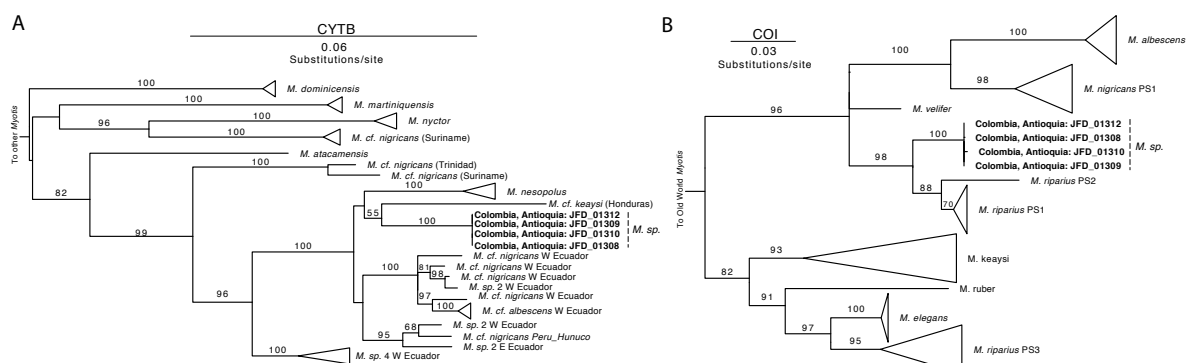 A
CYTB
0.06
Substitutions/site
100
M. dominicensis
100
M. martiniquensis
100
M. nyctor
96
100
M. cf. nigricans (Suriname)
To other Myotis
M. atacamensis
82
100
M. cf. nigricans (Trinidad)
M. cf. nigricans (Suriname)
99
100
M. nesopolus
M. cf. keaysi (Honduras)
55
100
Colombia, Antioquia: JFD_01312
Colombia, Antioquia: JFD_01309
Colombia, Antioquia: JFD_01310
Colombia, Antioquia: JFD_01308
M. sp.
100
M. cf. nigricans W Ecuador
100
81
M. cf. nigricans W Ecuador
98
M. cf. nigricans W Ecuador
M. sp. 2 W Ecuador
97
M. cf. nigricans W Ecuador
100
M. cf. albescens W Ecuador
96
M. sp. 2 W Ecuador
68
95
M. cf. nigricans Peru_Hunuco
M. sp. 2 E Ecuador
100
M. sp. 4 W Ecuador
B
COI
0.03
Substitutions/site
100
M. albescens
100
98
M. nigricans PS1
96
M. velifer
100
Colombia, Antioquia: JFD_01312
Colombia, Antioquia: JFD_01308
Colombia, Antioquia: JFD_01310
Colombia, Antioquia: JFD_01309
M. sp.
98
88
M. riparius PS2
70
M. riparius PS1
To Old World Myotis
93
M. keaysi
82
91
M. ruber
100
M. elegans
97
95
M. riparius PS3